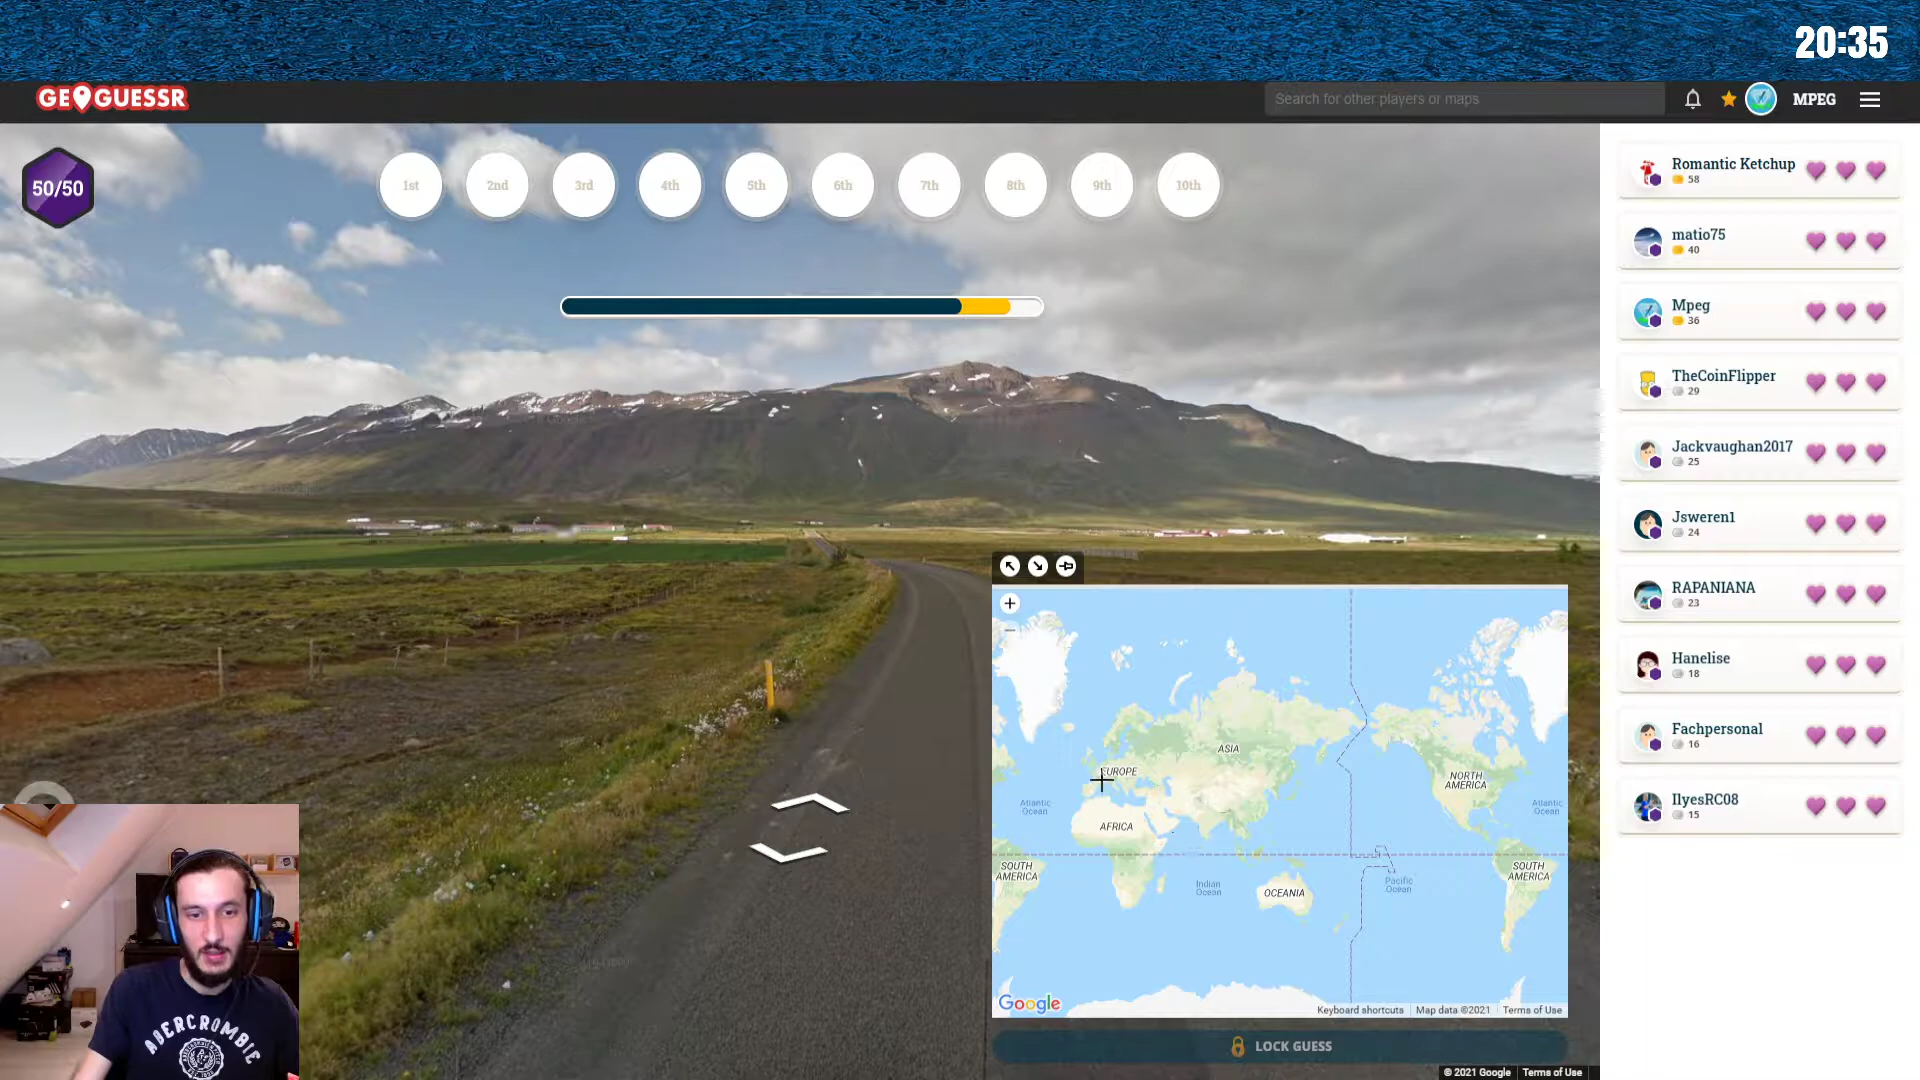 20:35
GEOGUESSR
Search for other players or maps
MPEG
50/50
1st 2nd 3rd 4th 5th 6th 7th 8th 9th 10th
Romantic Ketchup
58
matio75
40
Mpeg
36
TheCoinFlipper
29
Jackvaughan2017
25
Jsweren1
24
RAPANIANA
23
Hanelise
18
Fachpersonal
16
IlyesRC08
15
ASIA
EUROPE
NORTH
AMERICA
Atlantic
Ocean
Atlantic
Ocean
AFRICA
SOUTH
AMERICA
Indian
Ocean
OCEANIA
Pacific
Ocean
SOUTH
AMERICA
Google
Keyboard shortcuts
Map data ©2021
Terms of Use
LOCK GUESS
© 2021 Google
Terms of Use
ABERCROMBIE